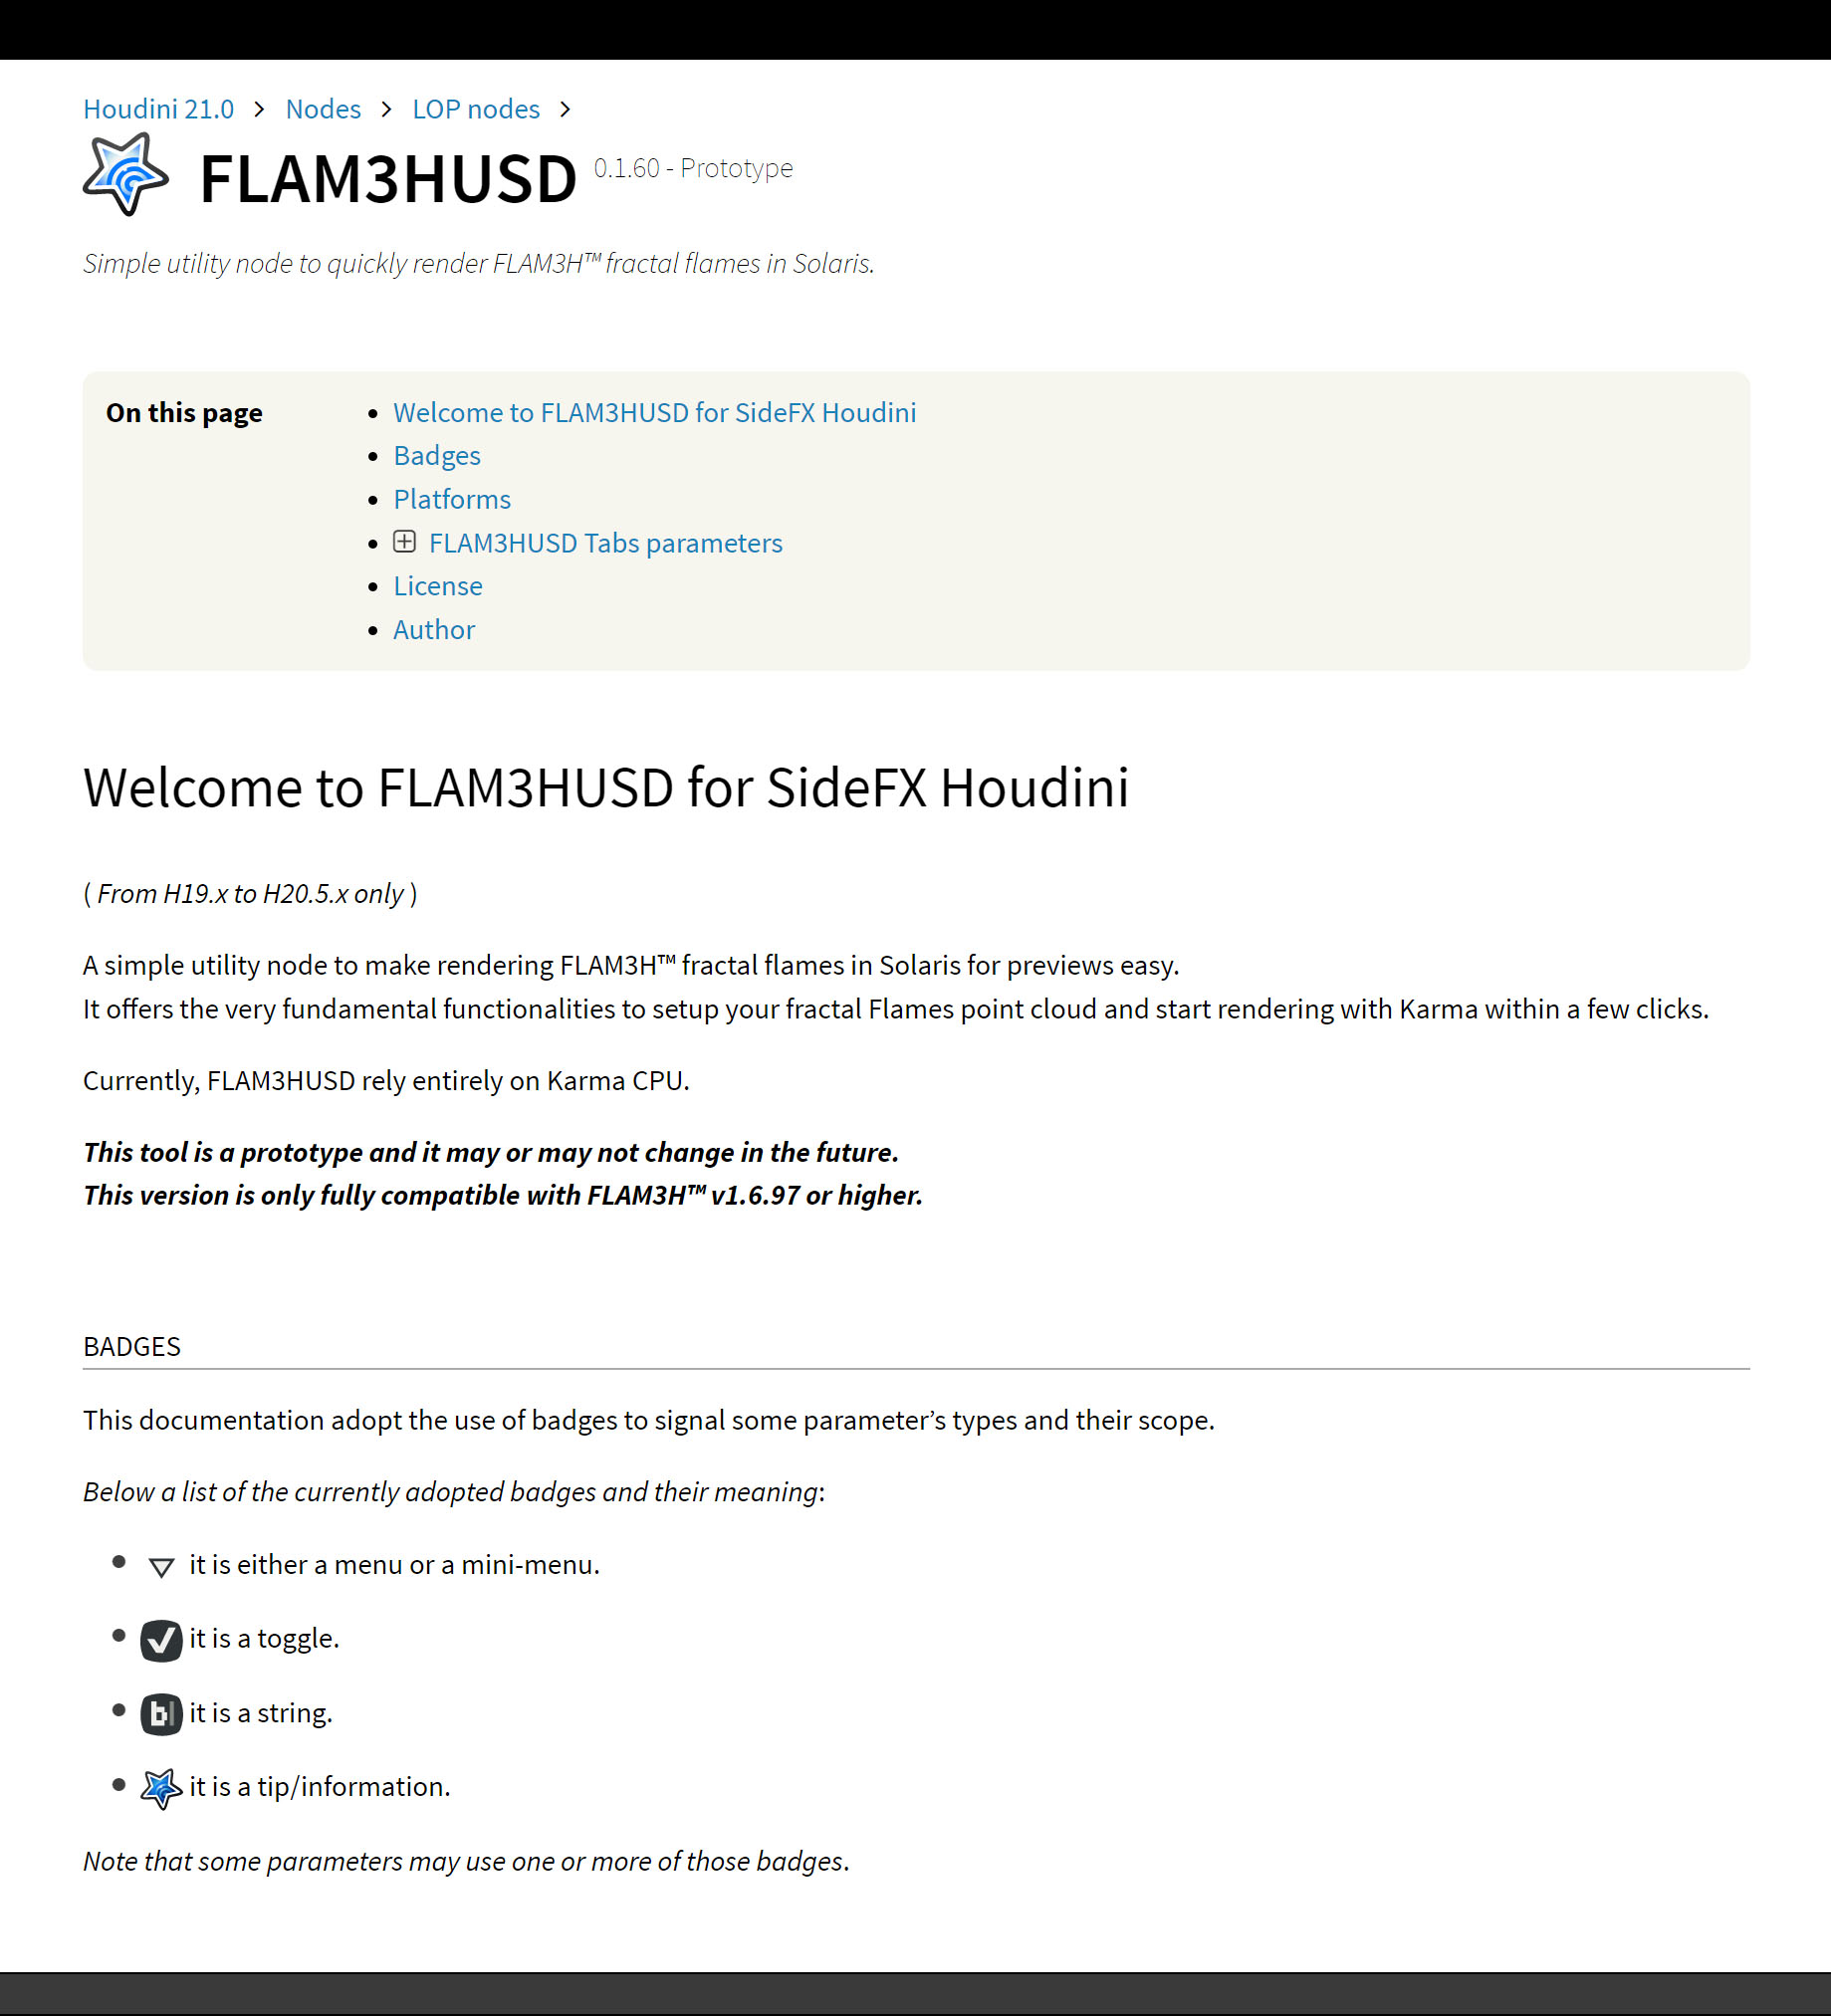 Houdini 21.0 > Nodes > LOP nodes >
FLAM3HUSD 0.1.60 - Prototype
Simple utility node to quickly render FLAM3H™ fractal flames in Solaris.
On this page
• Welcome to FLAM3HUSD for SideFX Houdini
• Badges
• Platforms
• FLAM3HUSD Tabs parameters
• License
• Author
Welcome to FLAM3HUSD for SideFX Houdini
( From H19.x to H20.5.x only )
A simple utility node to make rendering FLAM3H™ fractal flames in Solaris for previews easy.
It offers the very fundamental functionalities to setup your fractal Flames point cloud and start rendering with Karma within a few clicks.
Currently, FLAM3HUSD rely entirely on Karma CPU.
This tool is a prototype and it may or may not change in the future.
This version is only fully compatible with FLAM3H™ v1.6.97 or higher.
BADGES
This documentation adopt the use of badges to signal some parameter’s types and their scope.
Below a list of the currently adopted badges and their meaning:
• it is either a menu or a mini-menu.
• it is a toggle.
• it is a string.
• it is a tip/information.
Note that some parameters may use one or more of those badges.